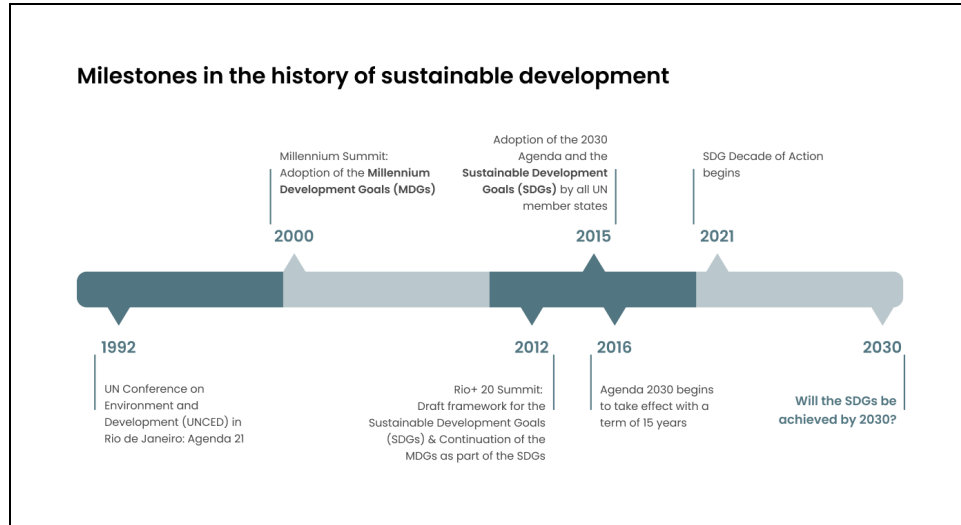 Milestones in the history of sustainable development
Millennium Summit:
Adoption of the Millennium
Development Goals (MDGs)
2000
Adoption of the 2030
Agenda and the
Sustainable Development
Goals (SDGs) by all UN
member states
2015
SDG Decade of Action
begins
2021
1992
UN Conference on
Environment and
Development (UNCED) in
Rio de Janeiro: Agenda 21
2012
Rio+ 20 Summit:
Draft framework for the
Sustainable Development Goals
(SDGs) & Continuation of the
MDGs as part of the SDGs
2016
Agenda 2030 begins
to take effect with a
term of 15 years
2030
Will the SDGs be
achieved by 2030?